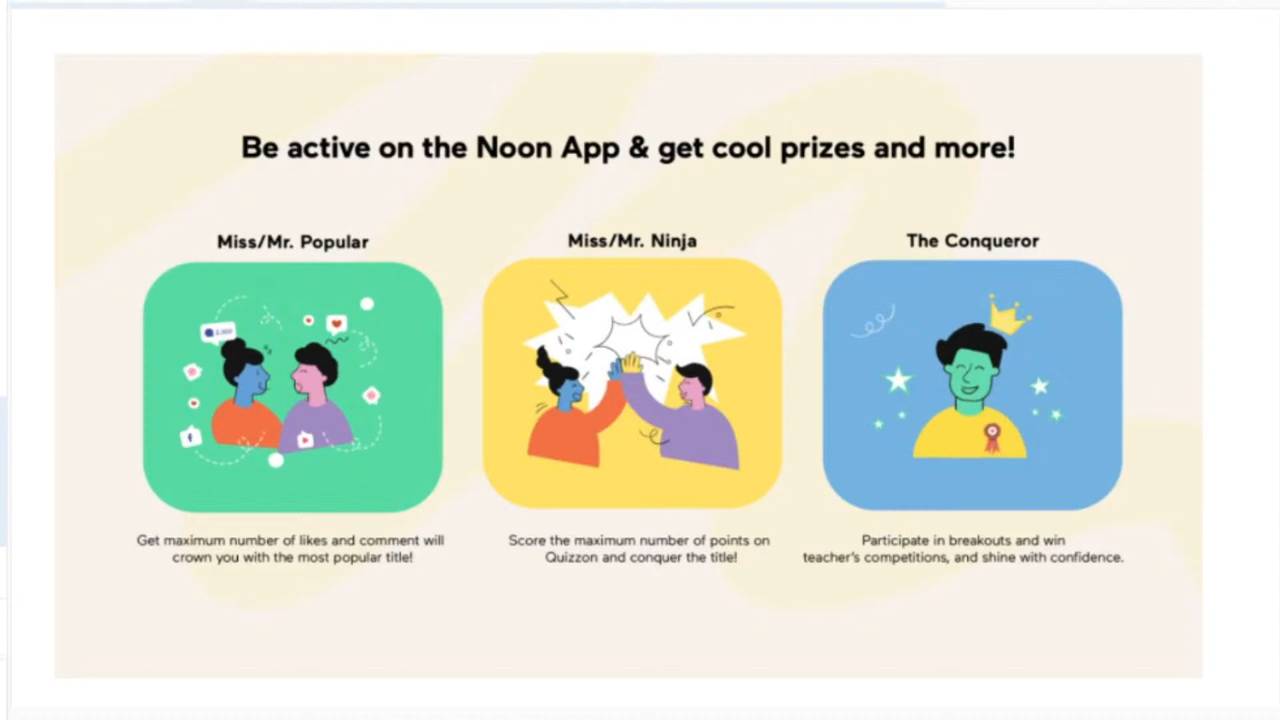 Be active on the Noon App & get cool prizes and more!
Miss/Mr. Popular
Miss/Mr. Ninja
The Conqueror
Get maximum number of likes and comment will
crown you with the most popular title!
Score the maximum number of points on
Quizzon and conquer the title!
Participate in breakouts and win
teacher's competitions, and shine with confidence.